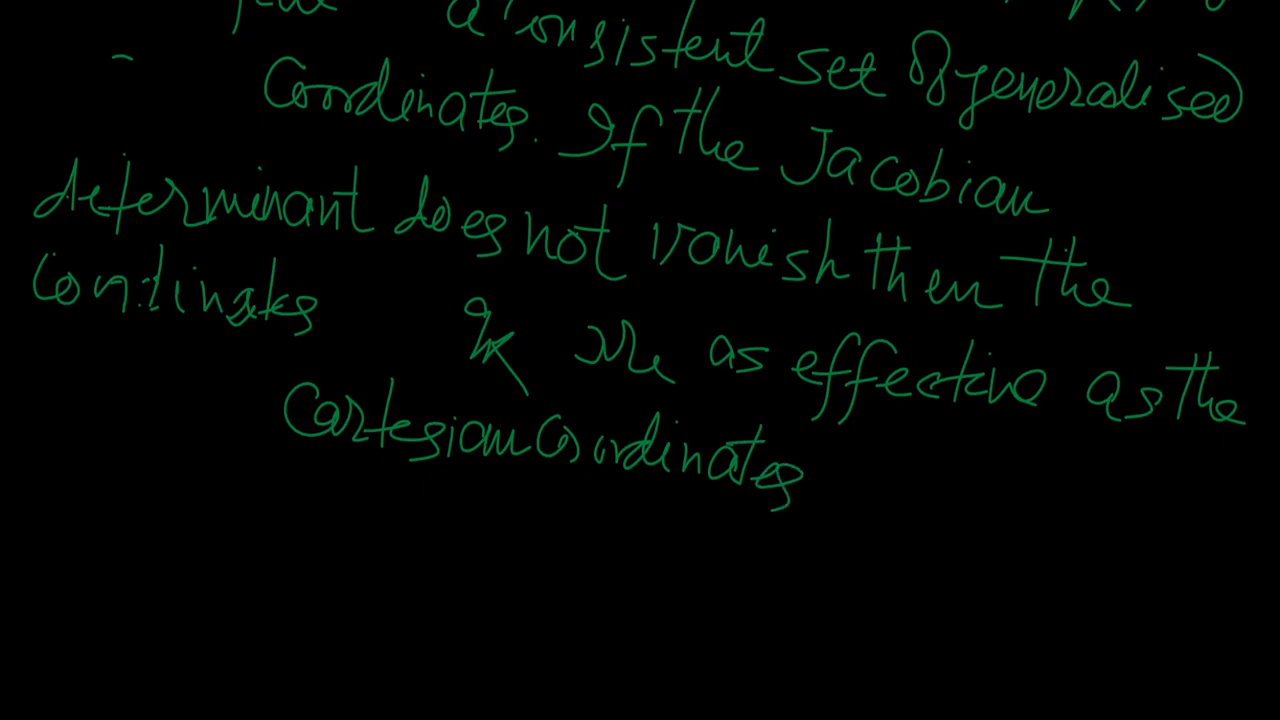 a consistent set of generalised
Coordinates. If the Jacobian
determinant does not vanish then the
Coordinates qk are as effective as the
Cartesian Coordinates